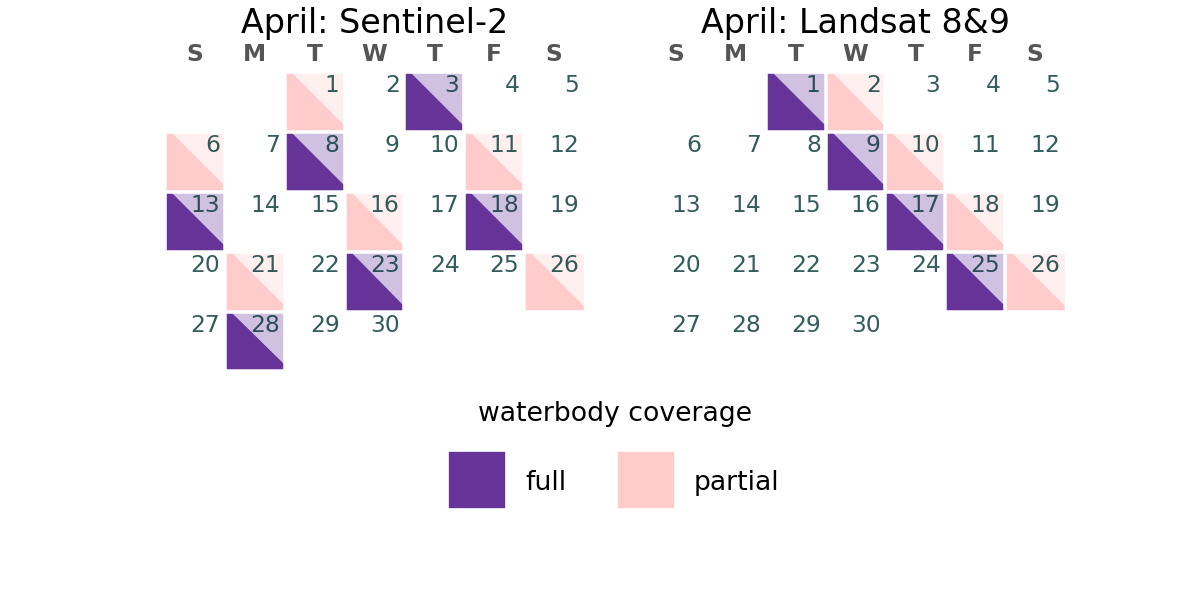 April: Sentinel-2
S M T W T F S
1 2 3 4 5
6 7 8 9 10 11 12
13 14 15 16 17 18 19
20 21 22 23 24 25 26
27 28 29 30
April: Landsat 8&9
S M T W T F S
1 2 3 4 5
6 7 8 9 10 11 12
13 14 15 16 17 18 19
20 21 22 23 24 25 26
27 28 29 30
waterbody coverage
full
partial